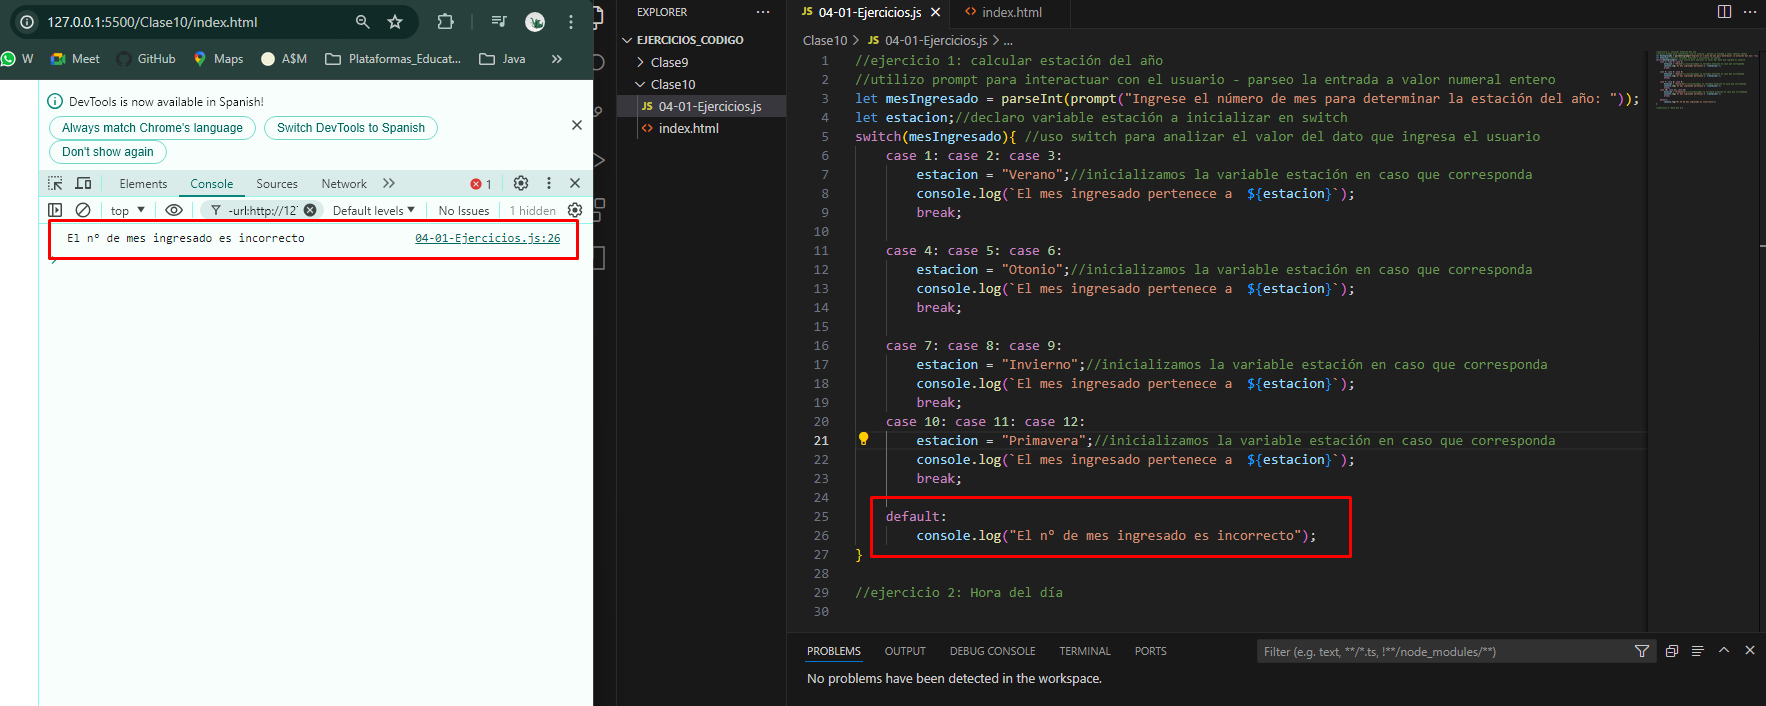 127.0.0.1:5500/Clase10/index.html
W Meet GitHub Maps A$M Plataformas_Educat... Java »
DevTools is now available in Spanish!
Always match Chrome's language Switch DevTools to Spanish
Don't show again
Elements Console Sources Network » 1
top -url:http://12 Default levels No Issues 1 hidden
El n° de mes ingresado es incorrecto 04-01-Ejercicios.js:26
EXPLORER ...
EJERCICIOS_CODIGO
Clase9
Clase10
JS 04-01-Ejercicios.js
<> index.html
JS 04-01-Ejercicios.js <> index.html
Clase10 > JS 04-01-Ejercicios.js > ...
1 //ejercicio 1: calcular estación del año
2 //utilizo prompt para interactuar con el usuario - parseo la entrada a valor numeral entero
3 let mesIngresado = parseInt(prompt("Ingrese el número de mes para determinar la estación del año: "));
4 let estacion;//declaro variable estación a inicializar en switch
5 switch(mesIngresado){ //uso switch para analizar el valor del dato que ingresa el usuario
6 case 1: case 2: case 3:
7 estacion = "Verano";//inicializamos la variable estación en caso que corresponda
8 console.log(`El mes ingresado pertenece a  ${estacion}`);
9 break;
10
11 case 4: case 5: case 6:
12 estacion = "Otonio";//inicializamos la variable estación en caso que corresponda
13 console.log(`El mes ingresado pertenece a  ${estacion}`);
14 break;
15
16 case 7: case 8: case 9:
17 estacion = "Invierno";//inicializamos la variable estación en caso que corresponda
18 console.log(`El mes ingresado pertenece a  ${estacion}`);
19 break;
20 case 10: case 11: case 12:
21 estacion = "Primavera";//inicializamos la variable estación en caso que corresponda
22 console.log(`El mes ingresado pertenece a  ${estacion}`);
23 break;
24
25 default:
26 console.log("El n° de mes ingresado es incorrecto");
27 }
28
29 //ejercicio 2: Hora del día
30
PROBLEMS OUTPUT DEBUG CONSOLE TERMINAL PORTS Filter (e.g. text, **/*.ts, !**/node_modules/**)
No problems have been detected in the workspace.